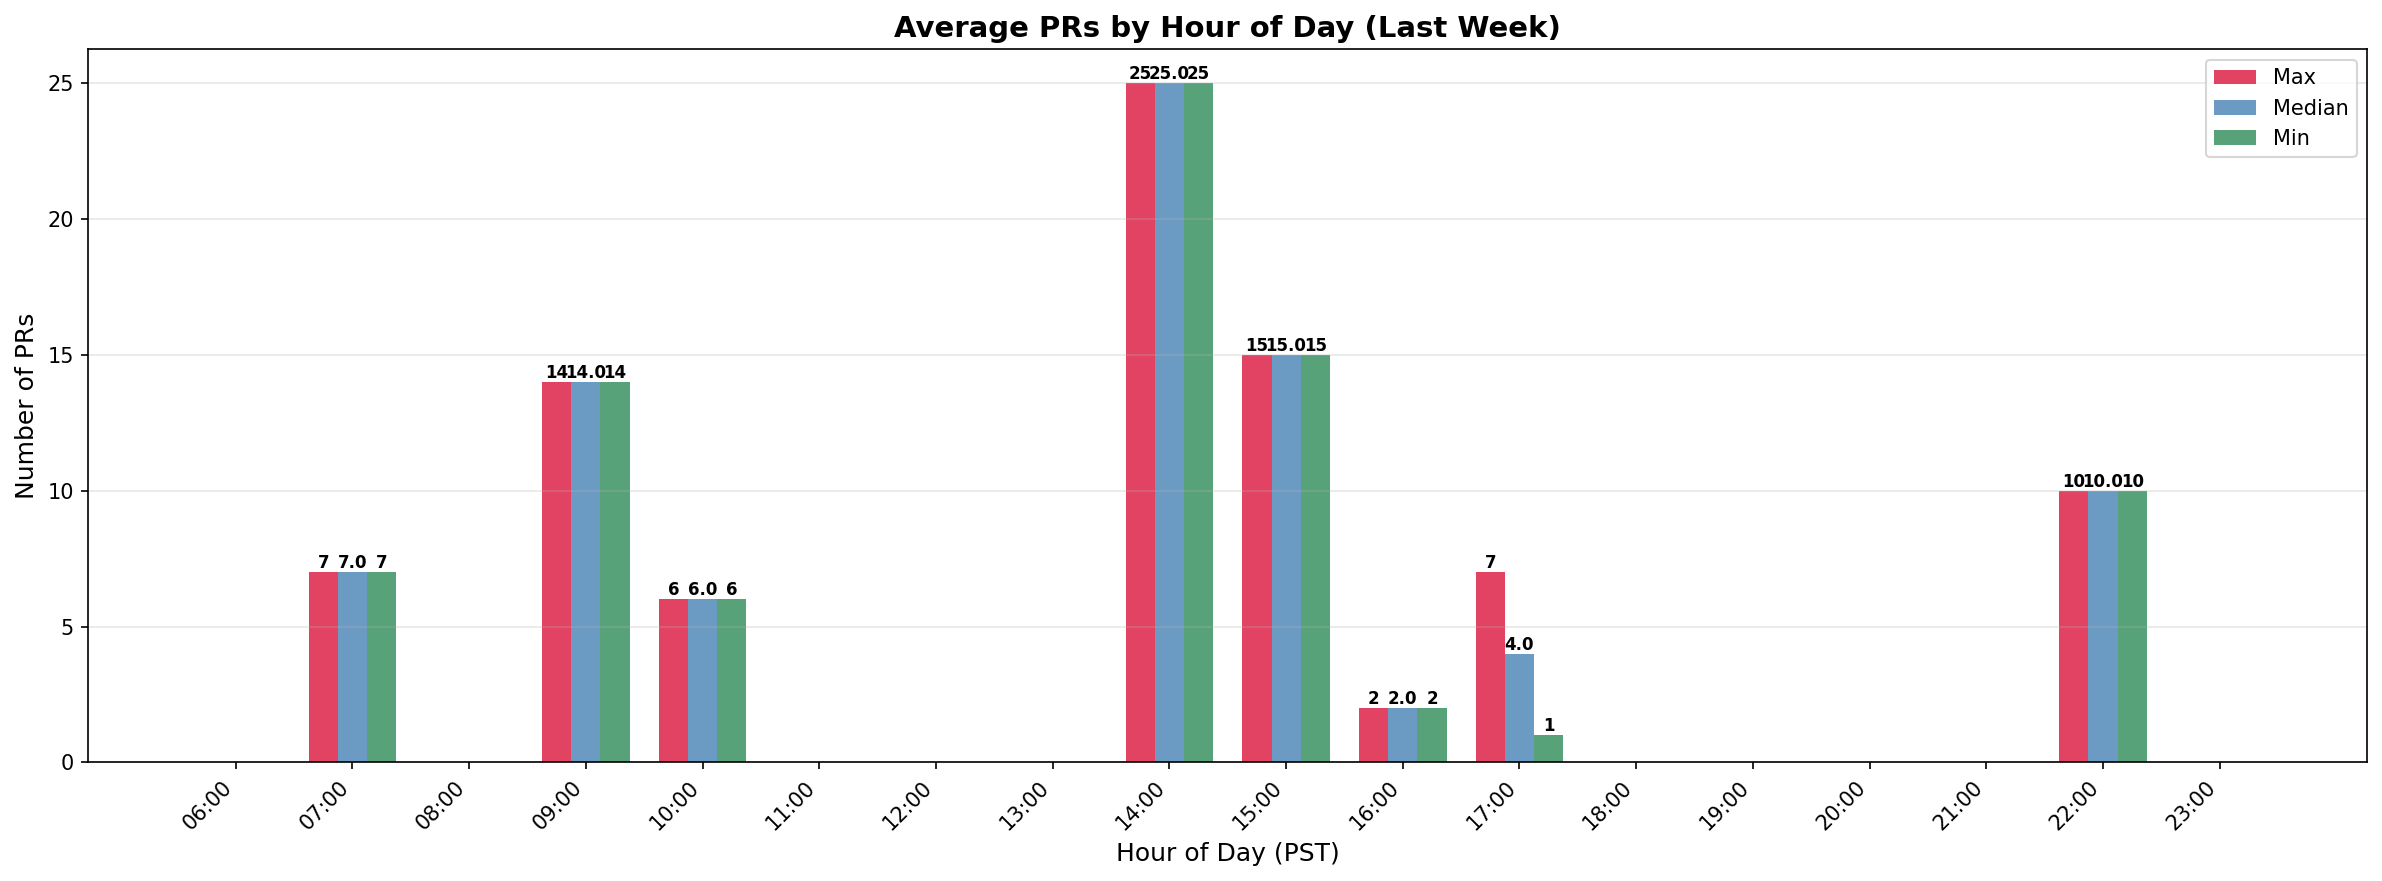 Average PRs by Hour of Day (Last Week)
Max
Median
Min
Number of PRs
25
20
15
10
5
0
7 7.0 7
14 14.0 14
6 6.0 6
25 25.0 25
15 15.0 15
2 2.0 2
7 4.0 1
10 10.0 10
06:00 07:00 08:00 09:00 10:00 11:00 12:00 13:00 14:00 15:00 16:00 17:00 18:00 19:00 20:00 21:00 22:00 23:00
Hour of Day (PST)